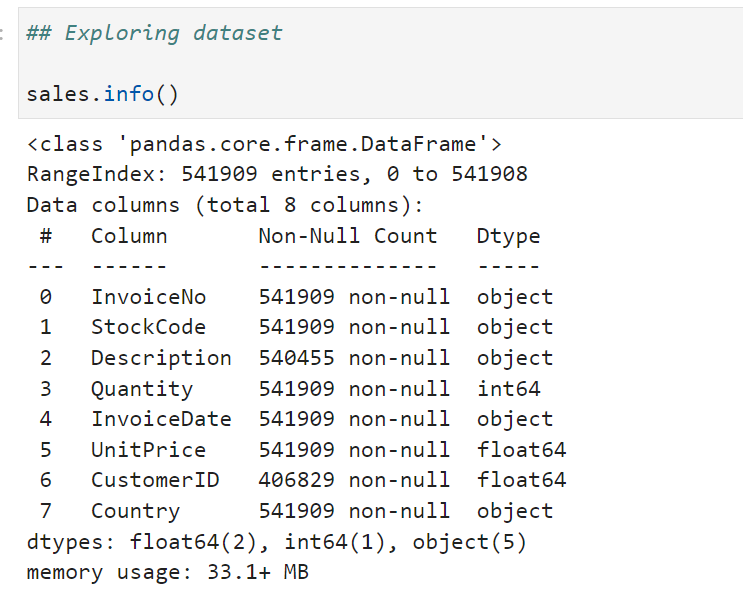 :
## Exploring dataset
sales.info()
<class 'pandas.core.frame.DataFrame'>
RangeIndex: 541909 entries, 0 to 541908
Data columns (total 8 columns):
 #   Column       Non-Null Count   Dtype
---  ------       --------------   -----
 0   InvoiceNo    541909 non-null  object
 1   StockCode    541909 non-null  object
 2   Description  540455 non-null  object
 3   Quantity     541909 non-null  int64
 4   InvoiceDate  541909 non-null  object
 5   UnitPrice    541909 non-null  float64
 6   CustomerID   406829 non-null  float64
 7   Country      541909 non-null  object
dtypes: float64(2), int64(1), object(5)
memory usage: 33.1+ MB